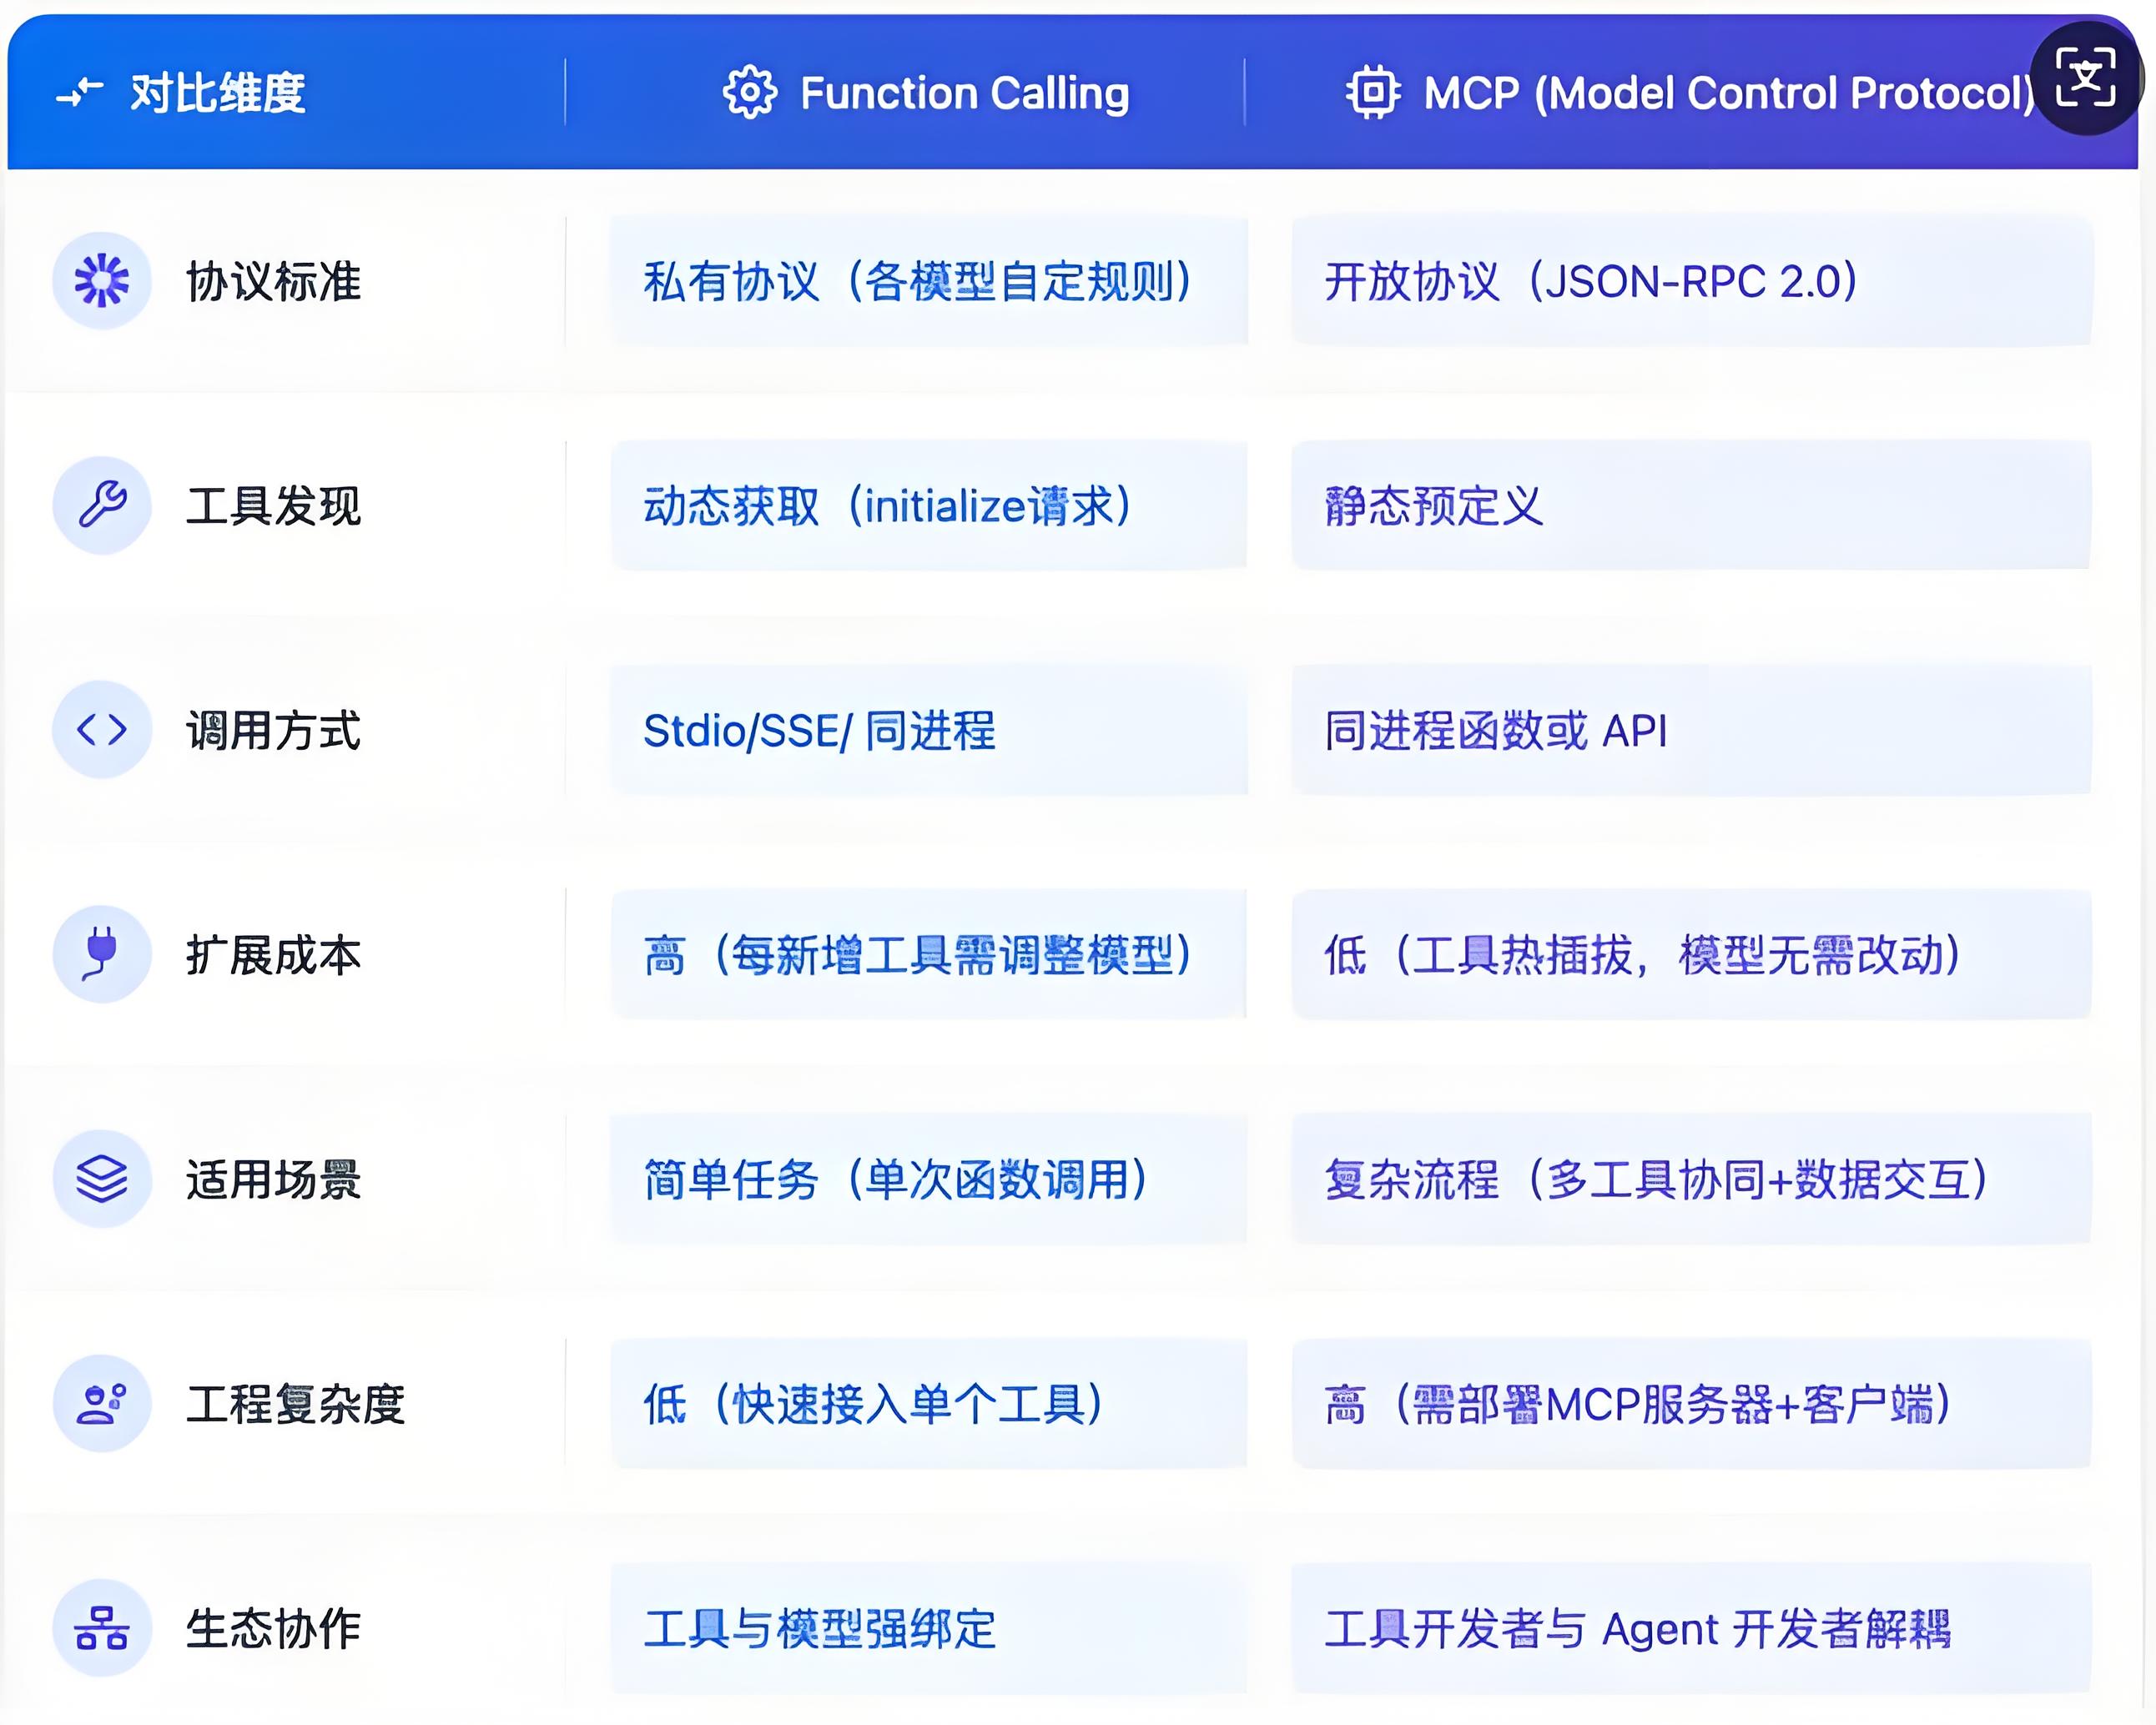 对比维度 Function Calling MCP (Model Control Protocol)
协议标准 私有协议（各模型自定规则） 开放协议（JSON-RPC 2.0）
工具发现 动态获取（initialize请求） 静态预定义
调用方式 Stdio/SSE/ 同进程 同进程函数或 API
扩展成本 高（每新增工具需调整模型） 低（工具热插拔，模型无需改动）
适用场景 简单任务（单次函数调用） 复杂流程（多工具协同+数据交互）
工程复杂度 低（快速接入单个工具） 高（需部署MCP服务器+客户端）
生态协作 工具与模型强绑定 工具开发者与 Agent 开发者解耦